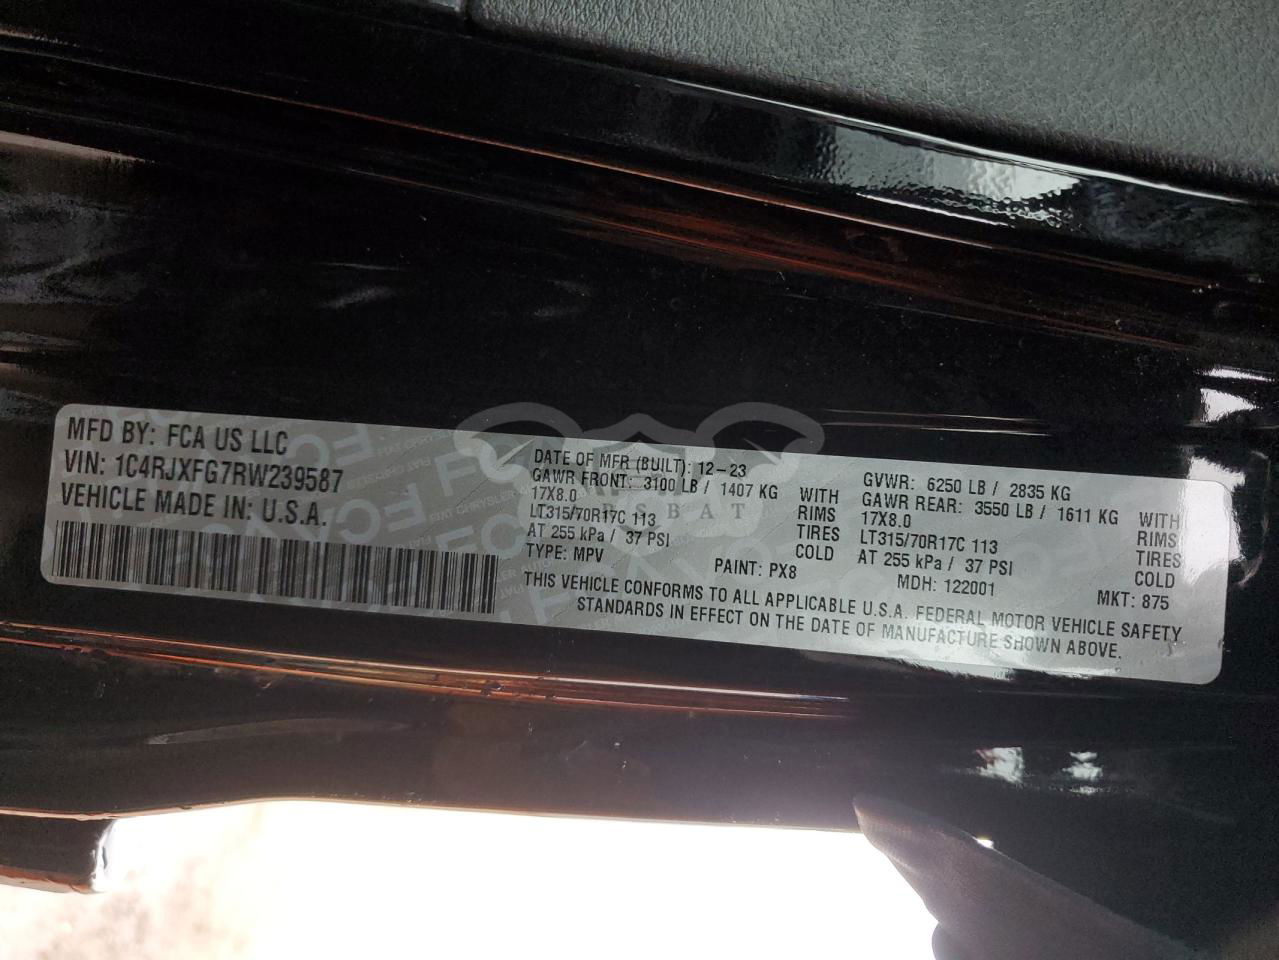 MFD BY: FCA US LLC
VIN: 1C4RJXFG7RW239587
VEHICLE MADE IN: U.S.A.
DATE OF MFR (BUILT): 12-23
GAWR FRONT: 3100 LB / 1407 KG WITH
17X8.0 RIMS
LT315/70R17C 113 TIRES
AT 255 kPa / 37 PSI COLD
TYPE: MPV PAINT: PX8
GVWR: 6250 LB / 2835 KG
GAWR REAR: 3550 LB / 1611 KG WITH
17X8.0 RIMS
LT315/70R17C 113 TIRES
AT 255 kPa / 37 PSI COLD
MDH: 122001 MKT: 875
THIS VEHICLE CONFORMS TO ALL APPLICABLE U.S.A. FEDERAL MOTOR VEHICLE SAFETY
STANDARDS IN EFFECT ON THE DATE OF MANUFACTURE SHOWN ABOVE.